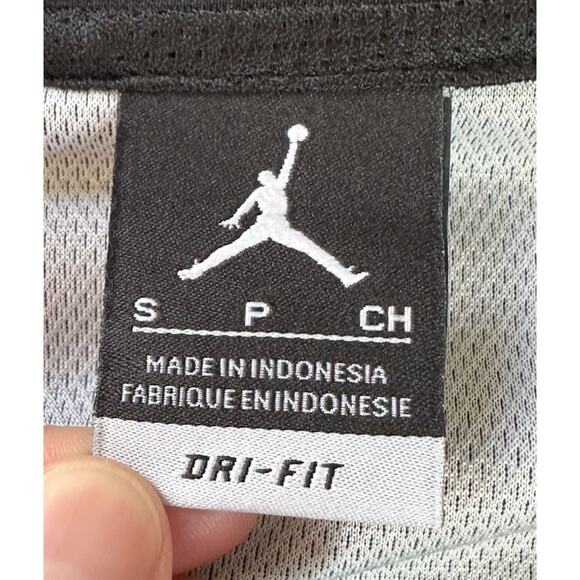 S P CH
MADE IN INDONESIA
FABRIQUE EN INDONESIE
DRI-FIT